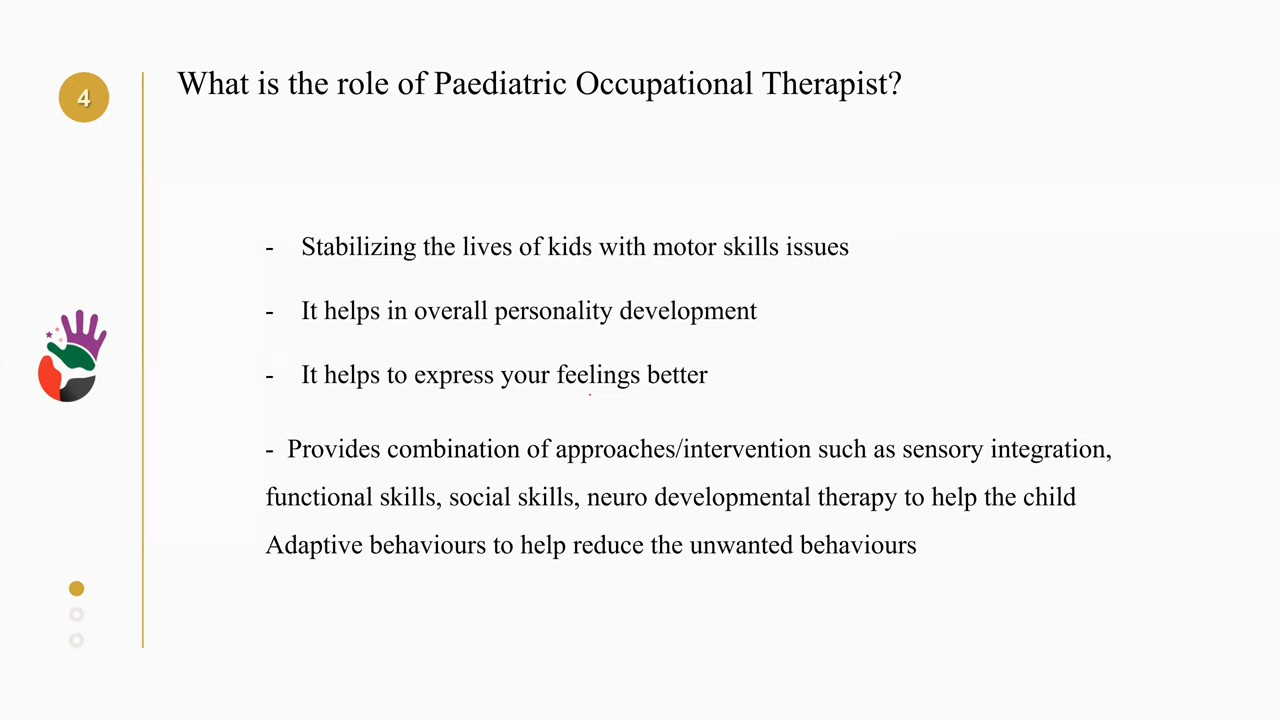 4
What is the role of Paediatric Occupational Therapist?
- Stabilizing the lives of kids with motor skills issues
- It helps in overall personality development
- It helps to express your feelings better
- Provides combination of approaches/intervention such as sensory integration,
functional skills, social skills, neuro developmental therapy to help the child
Adaptive behaviours to help reduce the unwanted behaviours